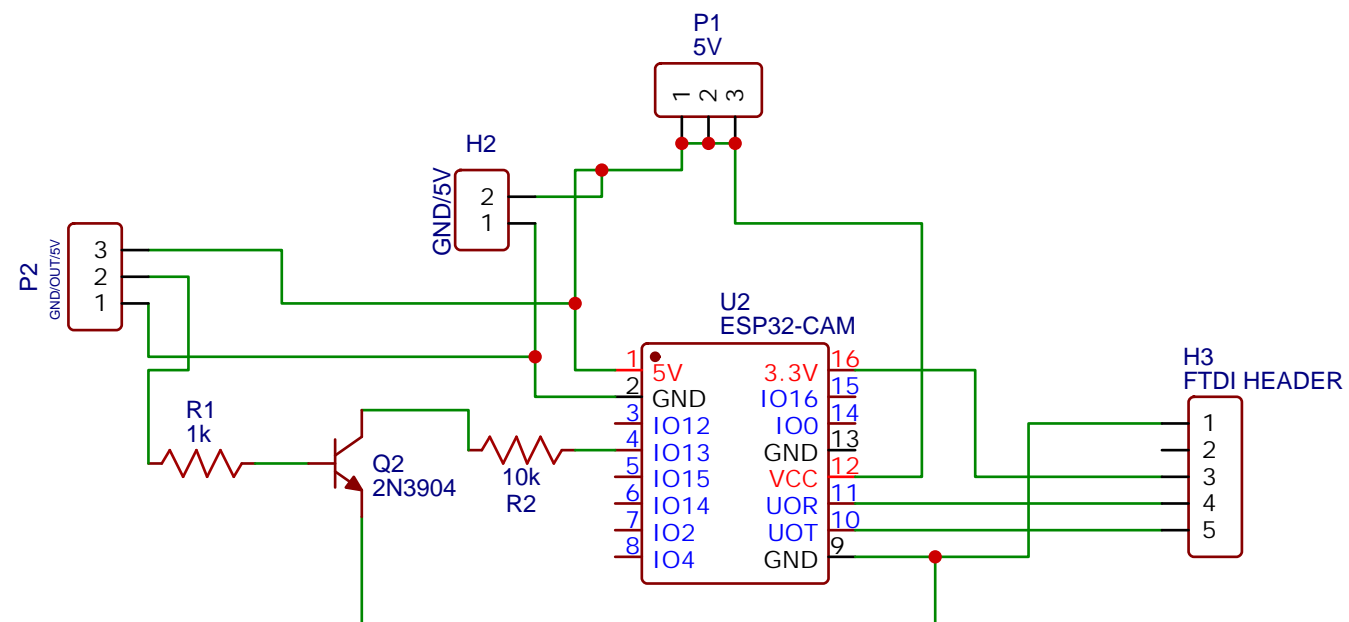 P1
5V
1 2 3
H2
GND/5V
2
1
P2
GND/OUT/5V
3
2
1
U2
ESP32-CAM
1 5V 3.3V 16
2 GND IO16 15
3 IO12 IO0 14
4 IO13 GND 13
5 IO15 VCC 12
6 IO14 UOR 11
7 IO2 UOT 10
8 IO4 GND 9
H3
FTDI HEADER
1
2
3
4
5
R1
1k
Q2
2N3904
10k
R2